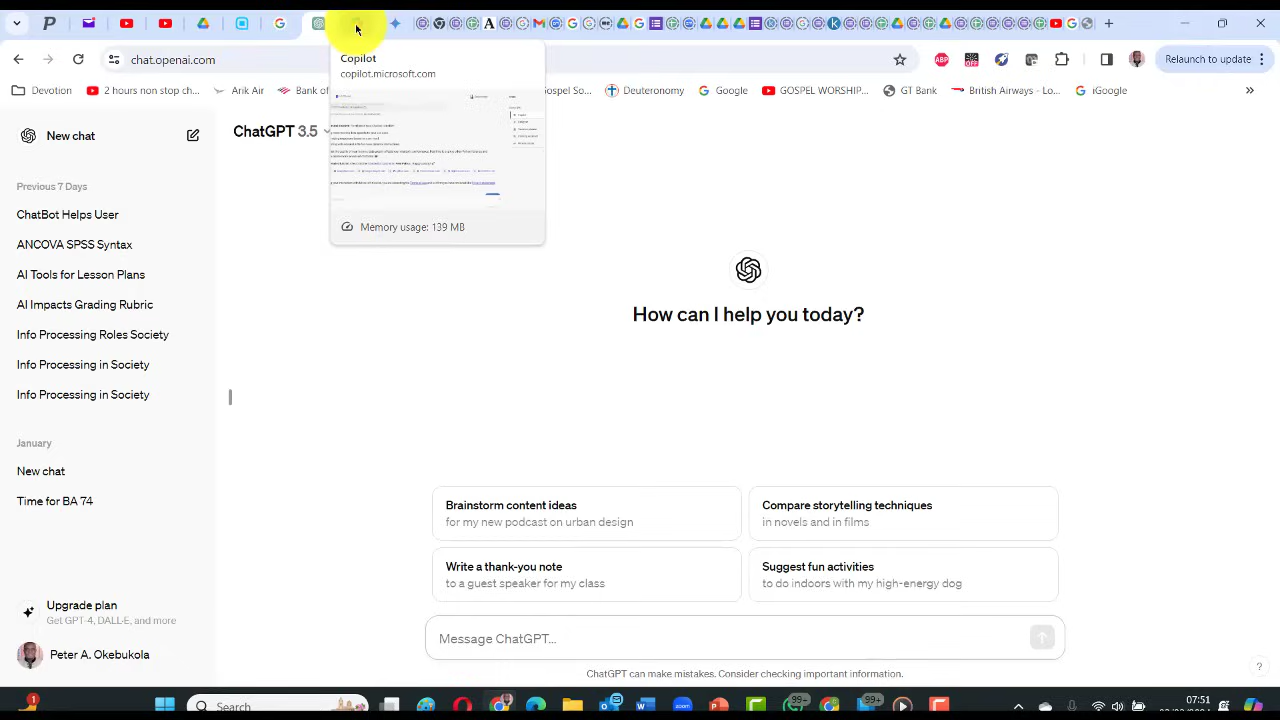 chat.openai.com
Relaunch to update
Copilot
copilot.microsoft.com
Memory usage: 139 MB
Devotion
2 hours non stop ch...
Arik Air
Bank of
ospel So...
Deuteronomy
Google
GOSPEL WORSHIP...
GT Bank
British Airways - Lo...
iGoogle
New chat
ChatGPT 3.5
Previous 7 Days
ChatBot Helps User
ANCOVA SPSS Syntax
AI Tools for Lesson Plans
AI Impacts Grading Rubric
Info Processing Roles Society
Info Processing in Society
Info Processing in Society
January
New chat
Time for BA 74
How can I help you today?
Brainstorm content ideas
for my new podcast on urban design
Compare storytelling techniques
in novels and in films
Write a thank-you note
to a guest speaker for my class
Suggest fun activities
to do indoors with my high-energy dog
Upgrade plan
Get GPT-4, DALL·E, and more
Peter A. Okebukola
Message ChatGPT...
ChatGPT can make mistakes. Consider checking important information.
?
1
Search
99+
99+
07:51